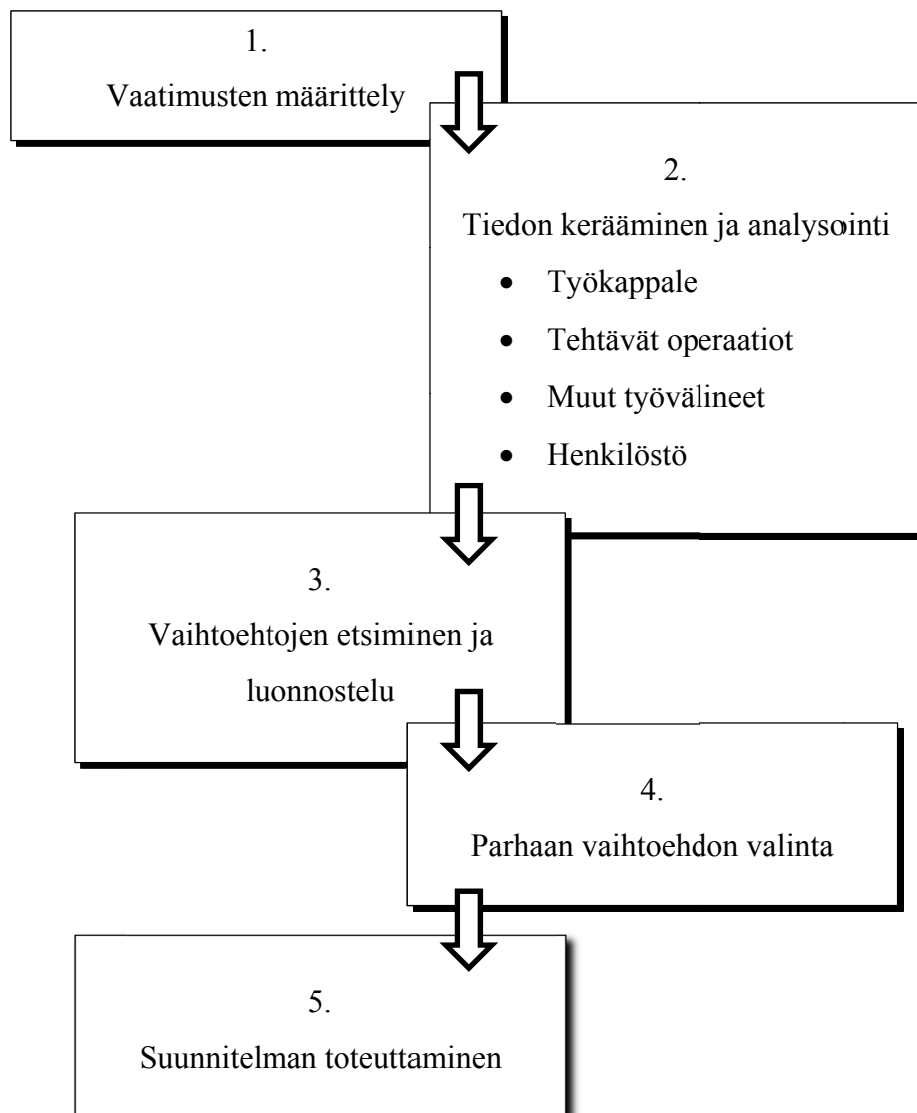 1.
Vaatimusten määrittely
2.
Tiedon kerääminen ja analysointi
• Työkappale
• Tehtävät operaatiot
• Muut työvälineet
• Henkilöstö
3.
Vaihtoehtojen etsiminen ja
luonnostelu
4.
Parhaan vaihtoehdon valinta
5.
Suunnitelman toteuttaminen